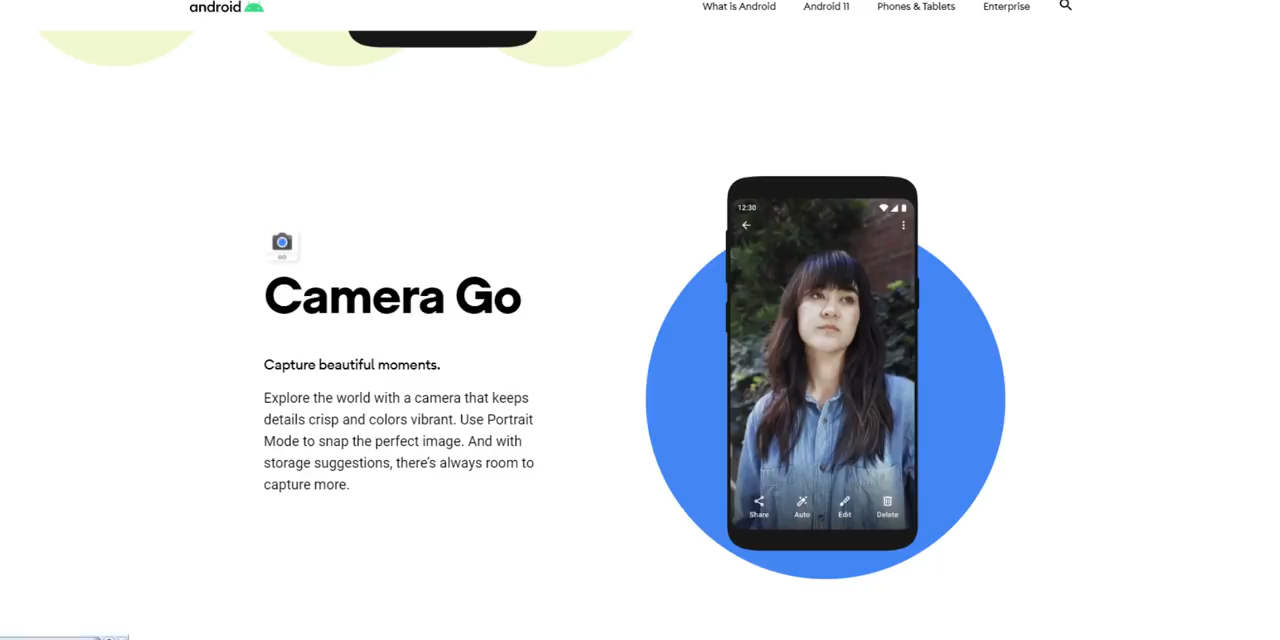 android
What is Android
Android 11
Phones & Tablets
Enterprise
GO
Camera Go
Capture beautiful moments.
Explore the world with a camera that keeps
details crisp and colors vibrant. Use Portrait
Mode to snap the perfect image. And with
storage suggestions, there’s always room to
capture more.
12:30
Share
Auto
Edit
Delete